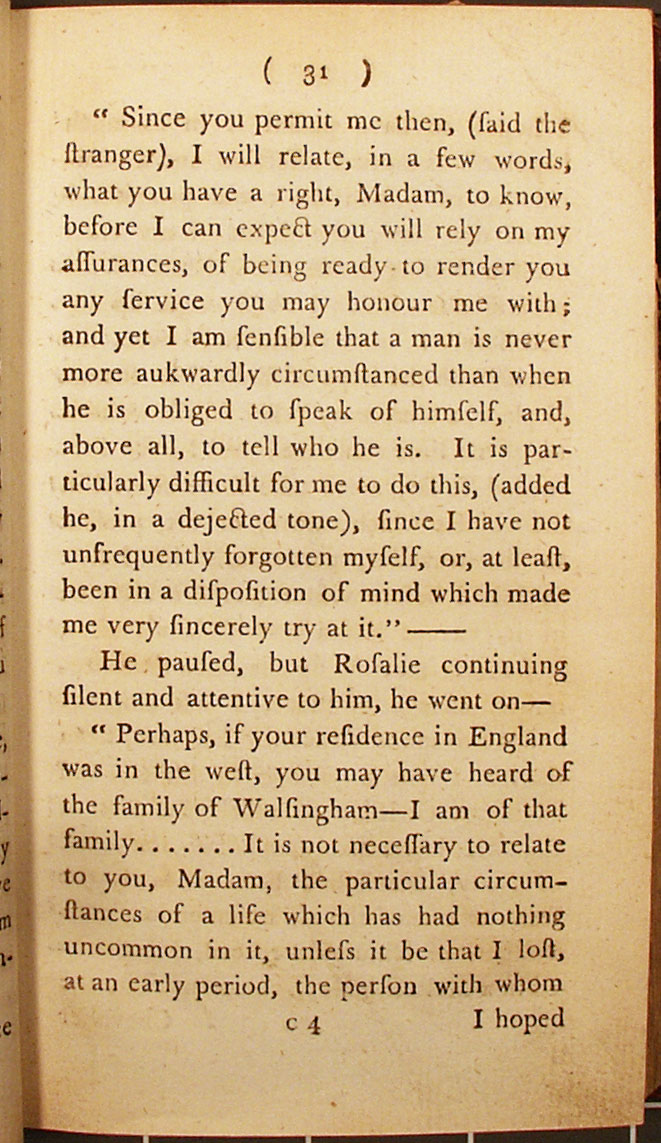 ( 31 )
“ Since you permit me then, (ſaid the
ſtranger), I will relate, in a few words,
what you have a right, Madam, to know,
before I can expect you will rely on my
aſſurances, of being ready to render you
any ſervice you may honour me with;
and yet I am ſenſible that a man is never
more aukwardly circumſtanced than when
he is obliged to ſpeak of himſelf, and,
above all, to tell who he is. It is par-
ticularly difficult for me to do this, (added
he, in a dejected tone), ſince I have not
unfrequently forgotten myſelf, or, at leaſt,
been in a diſpoſition of mind which made
me very ſincerely try at it.” ——
He pauſed, but Roſalie continuing
ſilent and attentive to him, he went on—
“ Perhaps, if your reſidence in England
was in the weſt, you may have heard of
the family of Walſingham—I am of that
family. . . . . . . It is not neceſſary to relate
to you, Madam, the particular circum-
ſtances of a life which has had nothing
uncommon in it, unleſs it be that I loſt,
at an early period, the perſon with whom
c 4 I hoped